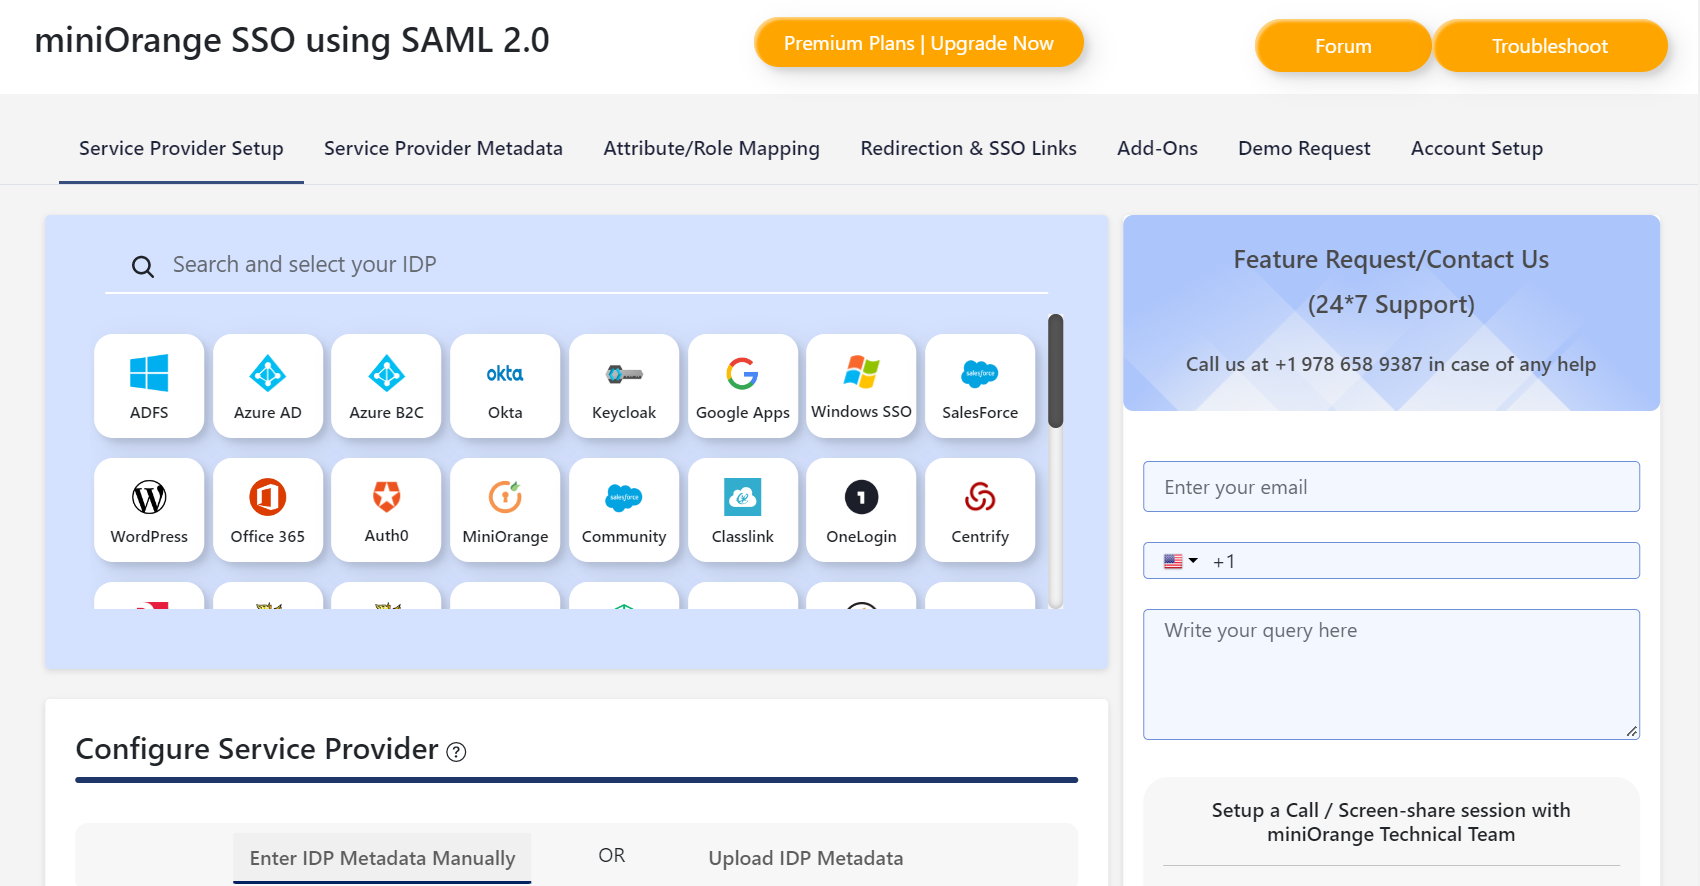 miniOrange SSO using SAML 2.0
Premium Plans | Upgrade Now
Forum
Troubleshoot
Service Provider Setup
Service Provider Metadata
Attribute/Role Mapping
Redirection & SSO Links
Add-Ons
Demo Request
Account Setup
Search and select your IDP
ADFS
Azure AD
Azure B2C
okta
Okta
Keycloak
Google Apps
Windows SSO
salesforce
SalesForce
WordPress
Office 365
Auth0
MiniOrange
salesforce
Community
Classlink
1
OneLogin
Centrify
Configure Service Provider ?
Enter IDP Metadata Manually
OR
Upload IDP Metadata
Feature Request/Contact Us
(24*7 Support)
Call us at +1 978 658 9387 in case of any help
Enter your email
+1
Write your query here
Setup a Call / Screen-share session with
miniOrange Technical Team